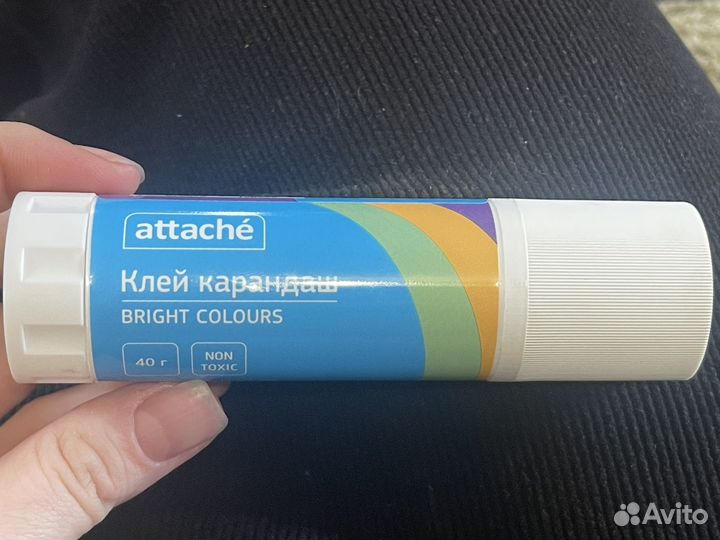 attaché
Клей карандаш
BRIGHT COLOURS
40 г
NON
TOXIC
Avito